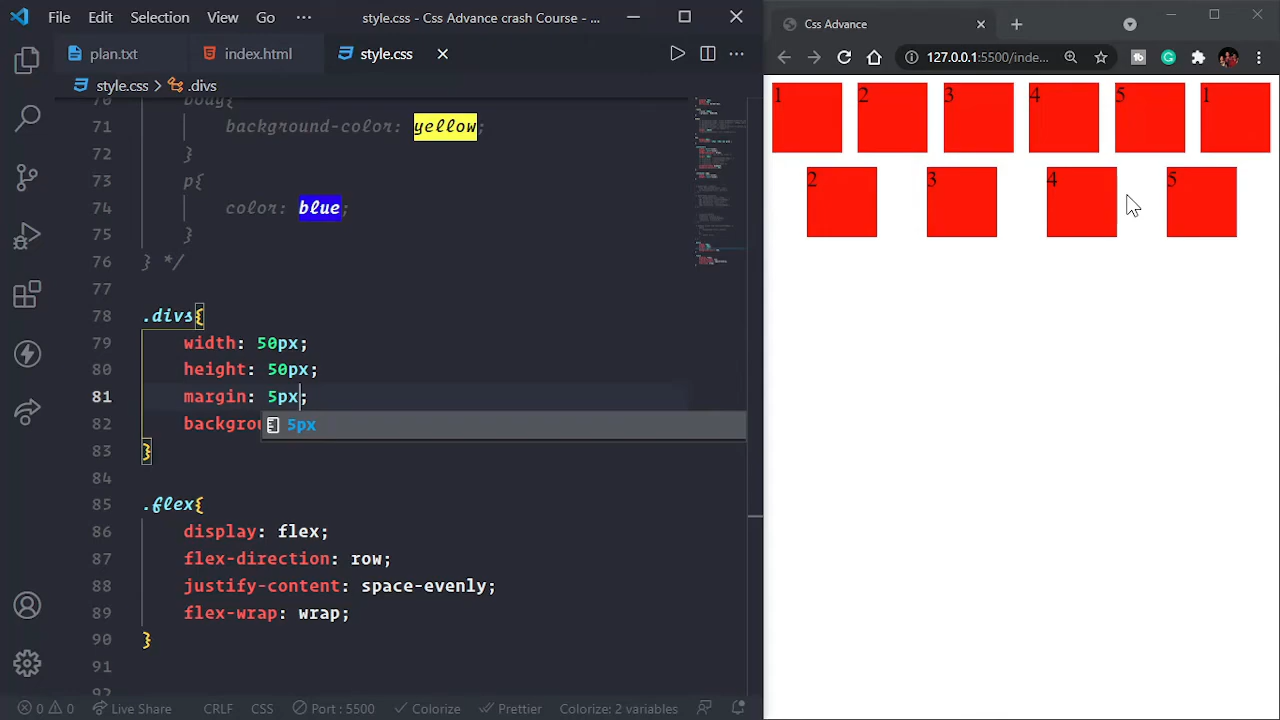 File Edit Selection View Go ··· style.css - Css Advance crash Course - ...
plan.txt index.html style.css
style.css > .divs
70 body{
71 background-color: yellow;
72 }
73 p{
74 color: blue;
75 }
76 } */
77
78 .divs{
79 width: 50px;
80 height: 50px;
81 margin: 5px;
82 backgrou
5px
83 }
84
85 .flex{
86 display: flex;
87 flex-direction: row;
88 justify-content: space-evenly;
89 flex-wrap: wrap;
90 }
91
92
0 0 Live Share CRLF CSS Port : 5500 Colorize Prettier Colorize: 2 variables
Css Advance
127.0.0.1:5500/inde...
1 2 3 4 5 1
2 3 4 5